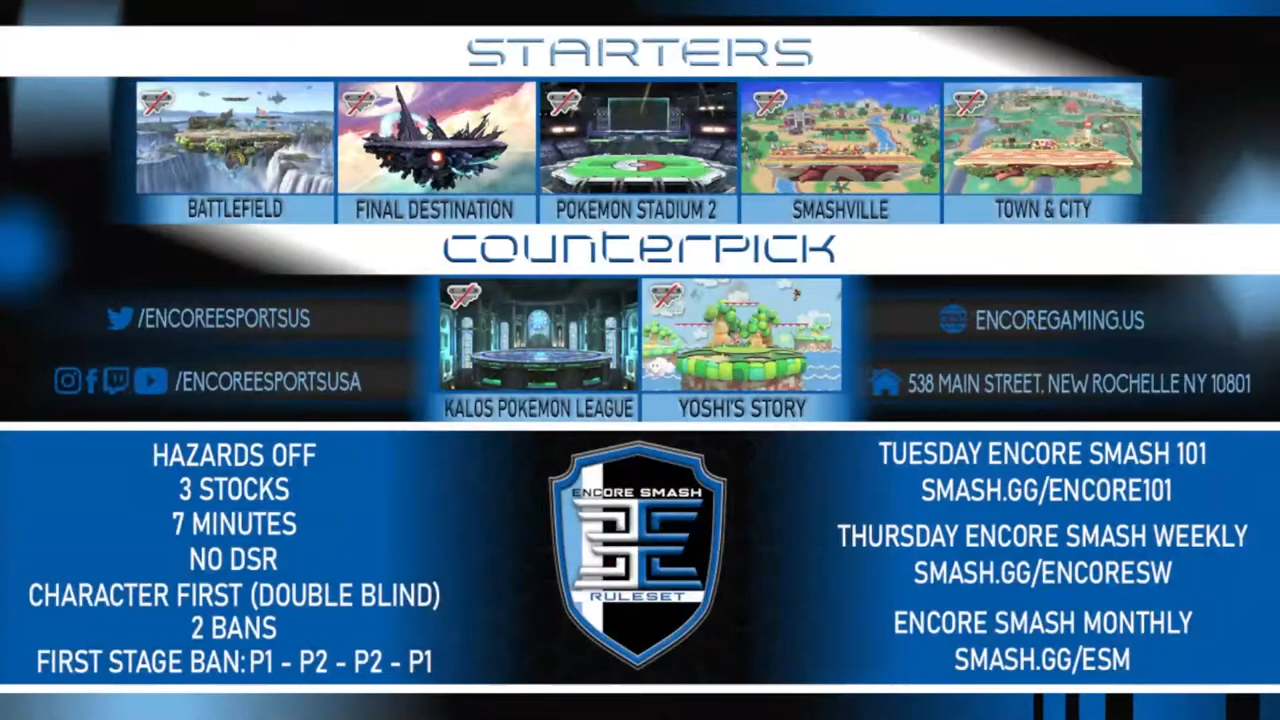 STARTERS
BATTLEFIELD
FINAL DESTINATION
POKEMON STADIUM 2
SMASHVILLE
TOWN & CITY
COUNTERPICK
KALOS POKEMON LEAGUE
YOSHI'S STORY
/ENCOREESPORTSUS
/ENCOREESPORTSUSA
ENCOREGAMING.US
538 MAIN STREET, NEW ROCHELLE NY 10801
HAZARDS OFF
3 STOCKS
7 MINUTES
NO DSR
CHARACTER FIRST (DOUBLE BLIND)
2 BANS
FIRST STAGE BAN: P1 - P2 - P2 - P1
ENCORE SMASH
RULESET
TUESDAY ENCORE SMASH 101
SMASH.GG/ENCORE101
THURSDAY ENCORE SMASH WEEKLY
SMASH.GG/ENCORESW
ENCORE SMASH MONTHLY
SMASH.GG/ESM